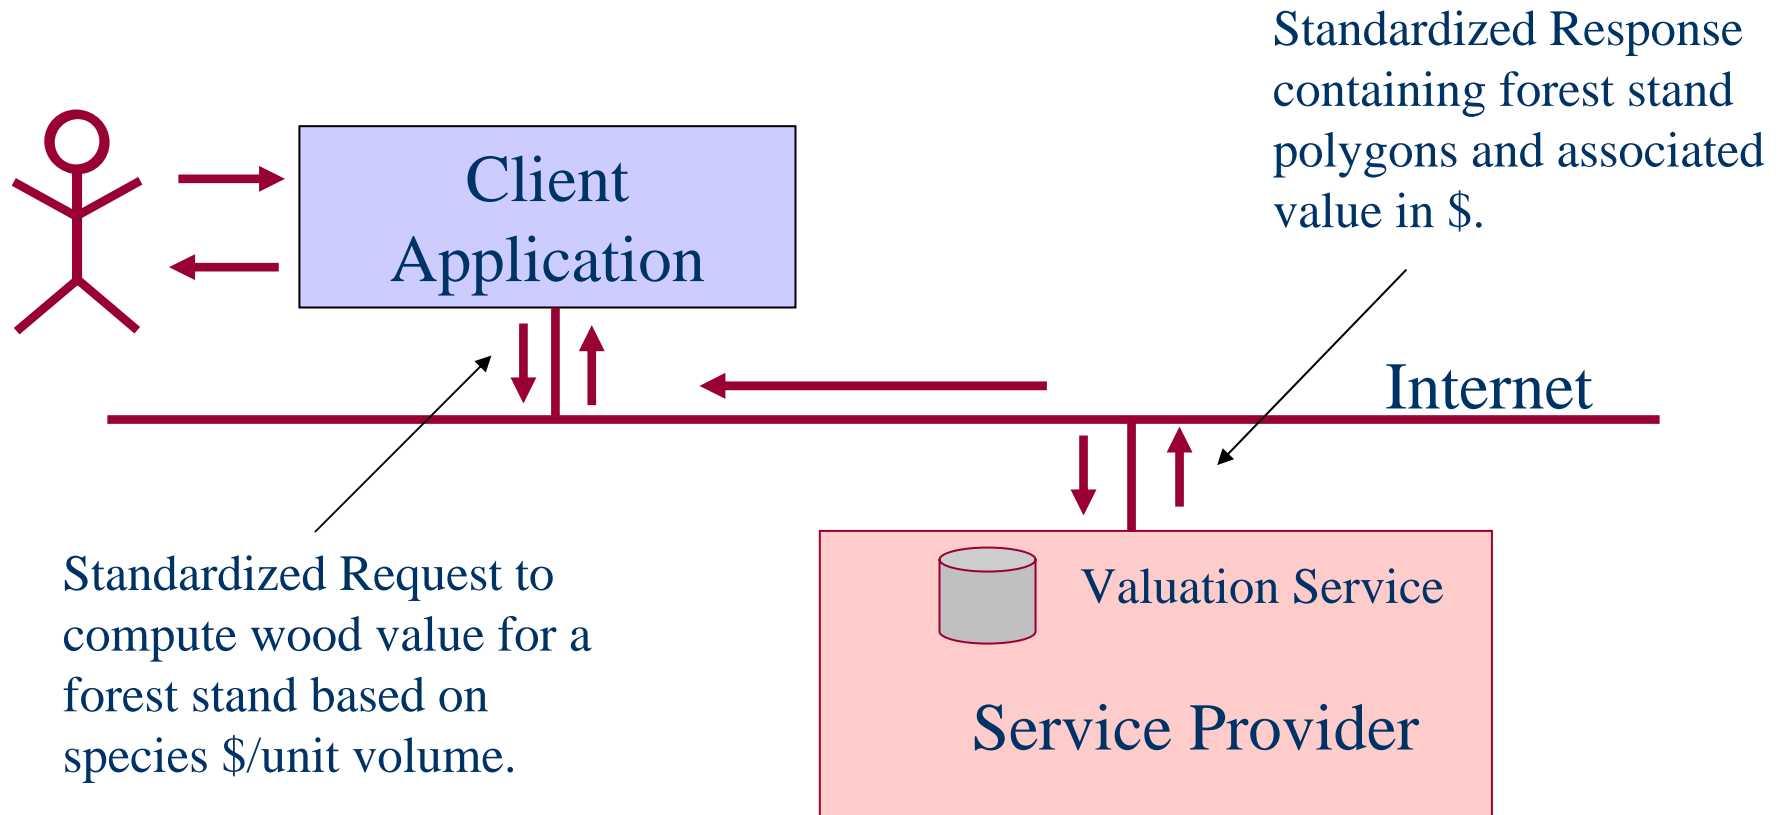 Standardized Response
containing forest stand
polygons and associated
value in $.
Client
Application
Internet
Standardized Request to
compute wood value for a
forest stand based on
species $/unit volume.
Valuation Service
Service Provider